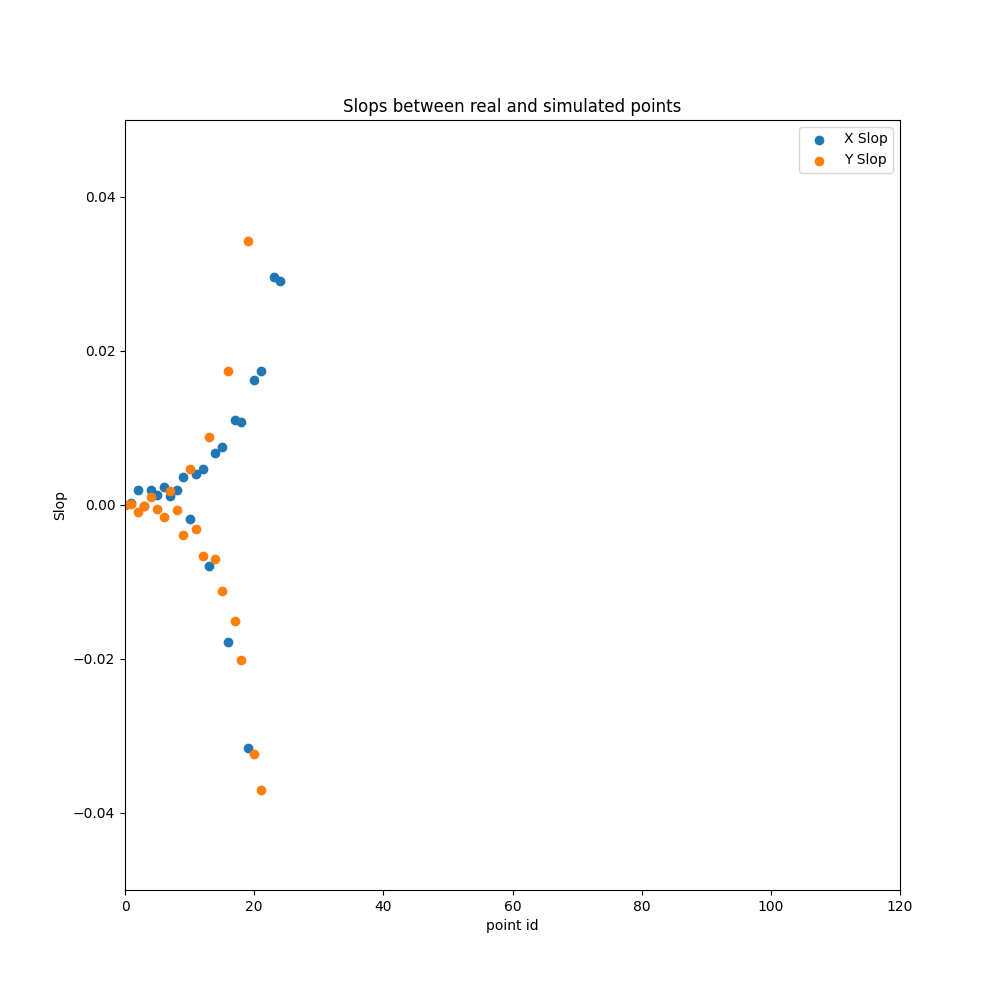 Slops between real and simulated points
X Slop
Y Slop
0.04
0.02
0.00
−0.02
−0.04
Slop
0 20 40 60 80 100 120
point id